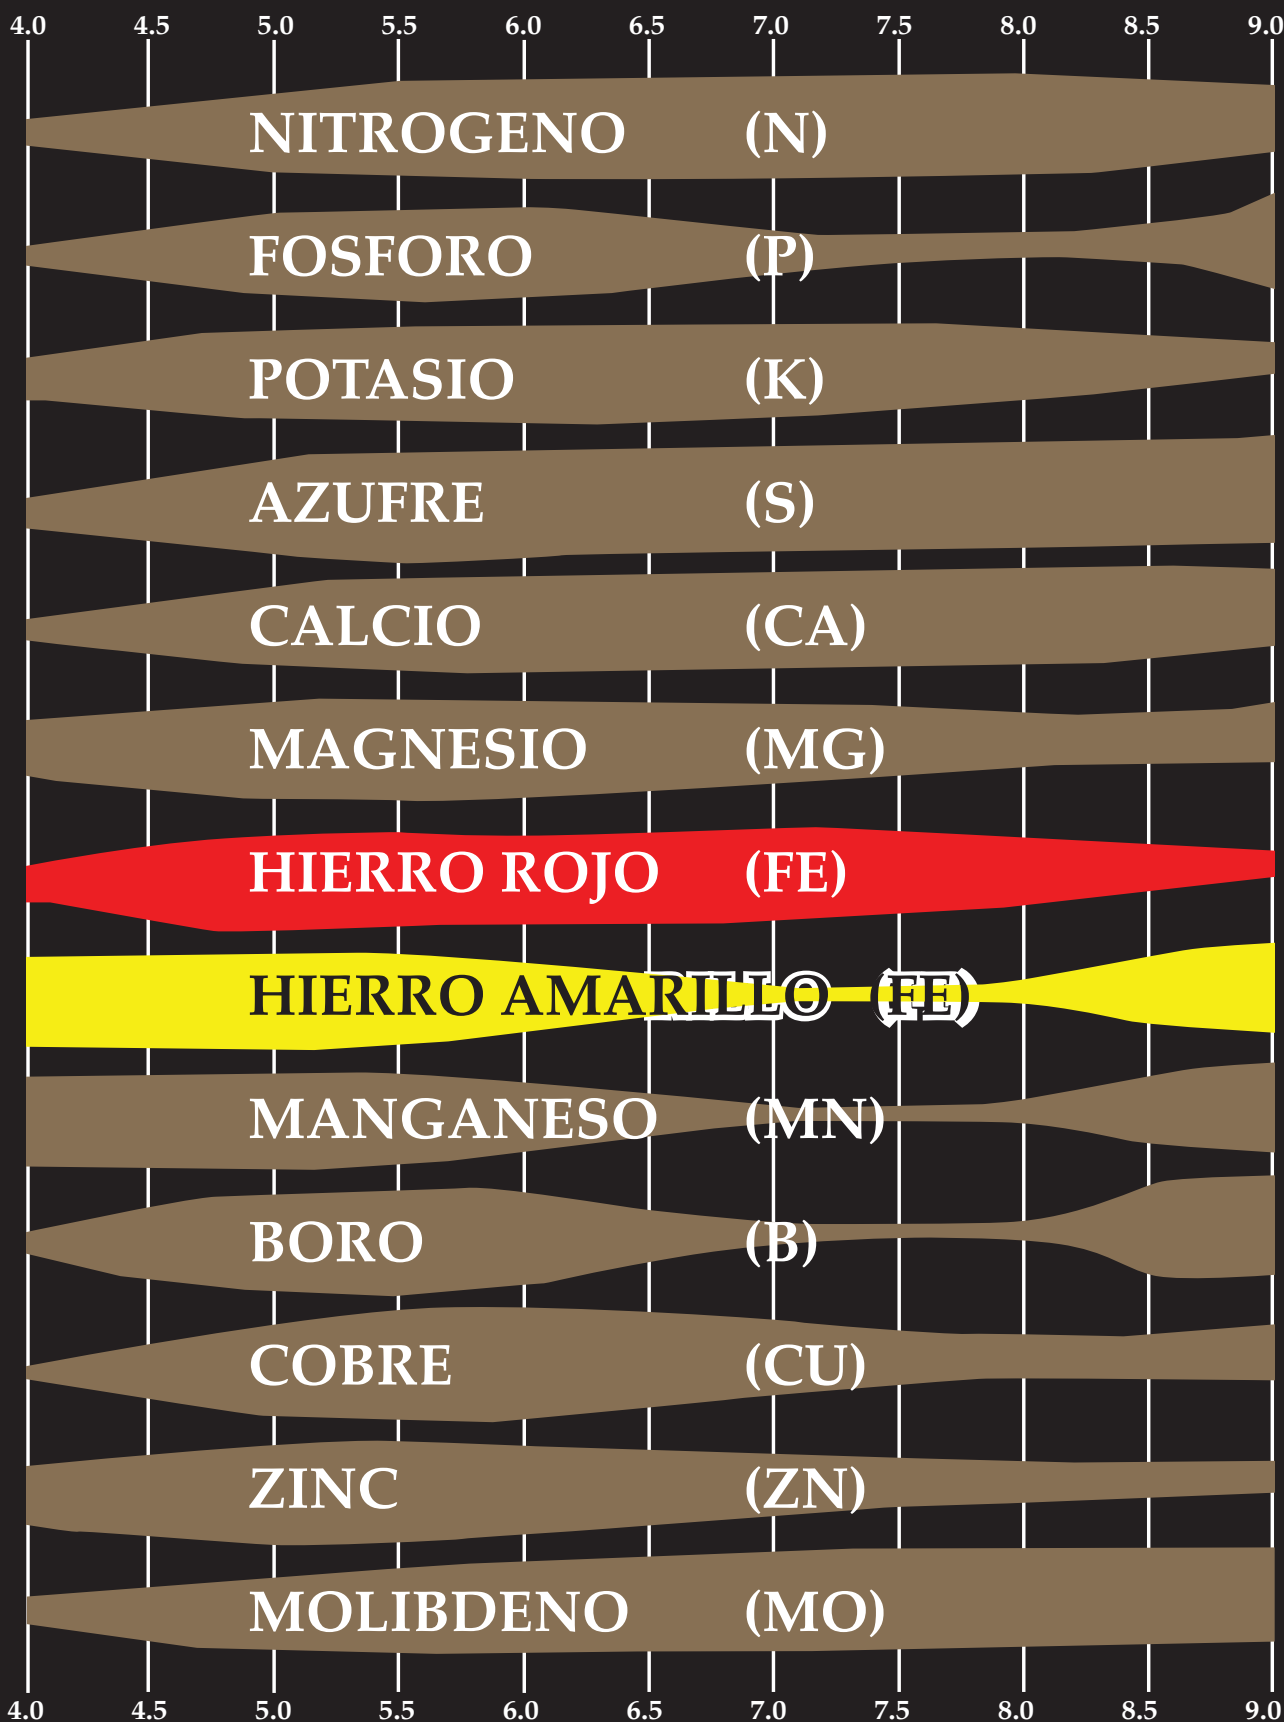 4.0 4.5 5.0 5.5 6.0 6.5 7.0 7.5 8.0 8.5 9.0
NITROGENO (N)
FOSFORO (P)
POTASIO (K)
AZUFRE (S)
CALCIO (CA)
MAGNESIO (MG)
HIERRO ROJO (FE)
HIERRO AMARILLO (FE)
MANGANESO (MN)
BORO (B)
COBRE (CU)
ZINC (ZN)
MOLIBDENO (MO)
4.0 4.5 5.0 5.5 6.0 6.5 7.0 7.5 8.0 8.5 9.0